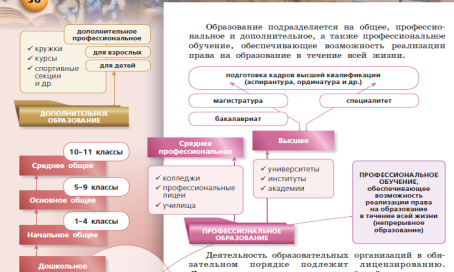 Образование подразделяется на общее, профессио-
нальное и дополнительное, а также профессиональное
обучение, обеспечивающее возможность реализации
права на образование в течение всей жизни.
дополнительное
профессиональное
для взрослых
для детей
✓ кружки
✓ курсы
✓ спортивные
секции
и др.
ДОПОЛНИТЕЛЬНОЕ
ОБРАЗОВАНИЕ
10–11 классы
Среднее общее
5–9 классы
Основное общее
1–4 классы
Начальное общее
Дошкольное
подготовка кадров высшей квалификации
(аспирантура, ординатура и др.)
магистратура
специалитет
бакалавриат
Среднее
профессиональное
Высшее
✓ колледжи
✓ профессиональные
лицеи
✓ училища
✓ университеты
✓ институты
✓ академии
ПРОФЕССИОНАЛЬНОЕ
ОБРАЗОВАНИЕ
ПРОФЕССИОНАЛЬНОЕ
ОБУЧЕНИЕ,
обеспечивающее
возможность
реализации права
на образование
в течение всей жизни
(непрерывное
образование)
Деятельность образовательных организаций в обя-
зательном порядке подлежит лицензированию.